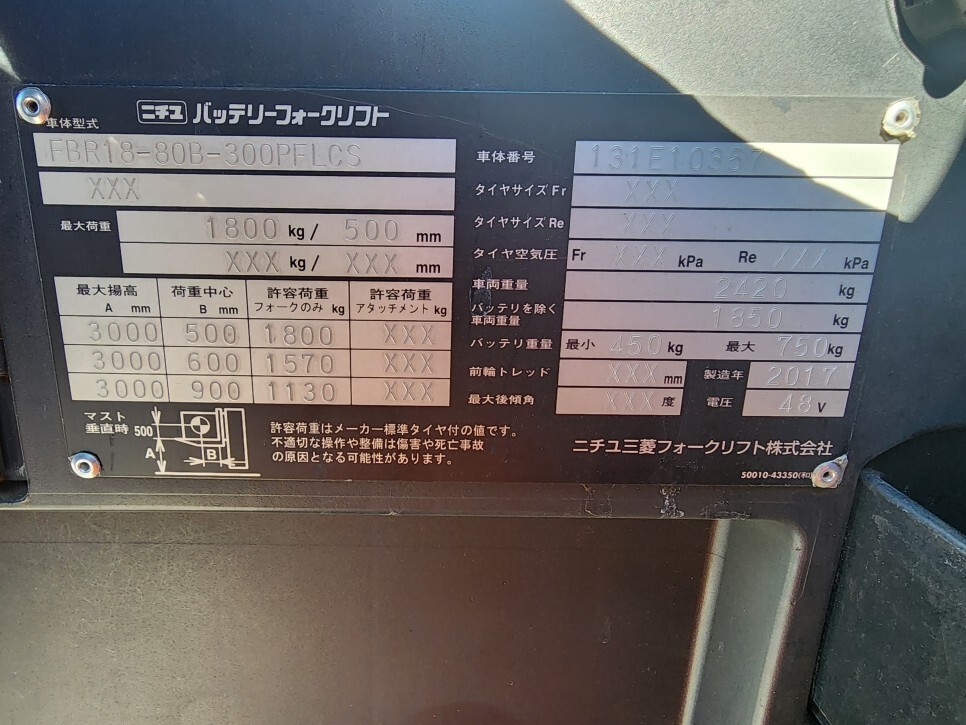 ニチユ バッテリーフォークリフト
車体型式
FBR18-80B-300PFLCS
XXX
最大荷重 1800 kg / 500 mm
XXX kg / XXX mm
最大揚高 A mm 荷重中心 B mm 許容荷重 フォークのみ kg 許容荷重 アタッチメント kg
3000 500 1800 XXX
3000 600 1570 XXX
3000 900 1130 XXX
マスト垂直時 500 A B
許容荷重はメーカー標準タイヤ付の値です。
不適切な操作や整備は傷害や死亡事故
の原因となる可能性があります。
車体番号
タイヤサイズ Fr XXX
タイヤサイズ Re XXX
タイヤ空気圧 Fr XXX kPa Re XXX kPa
車両重量 2420 kg
バッテリを除く車両重量 1850 kg
バッテリ重量 最小 450 kg 最大 750 kg
前輪トレッド XXX mm 製造年 2017
最大後傾角 XXX 度 電圧 48 V
ニチユ三菱フォークリフト株式会社
50010-43350(和)